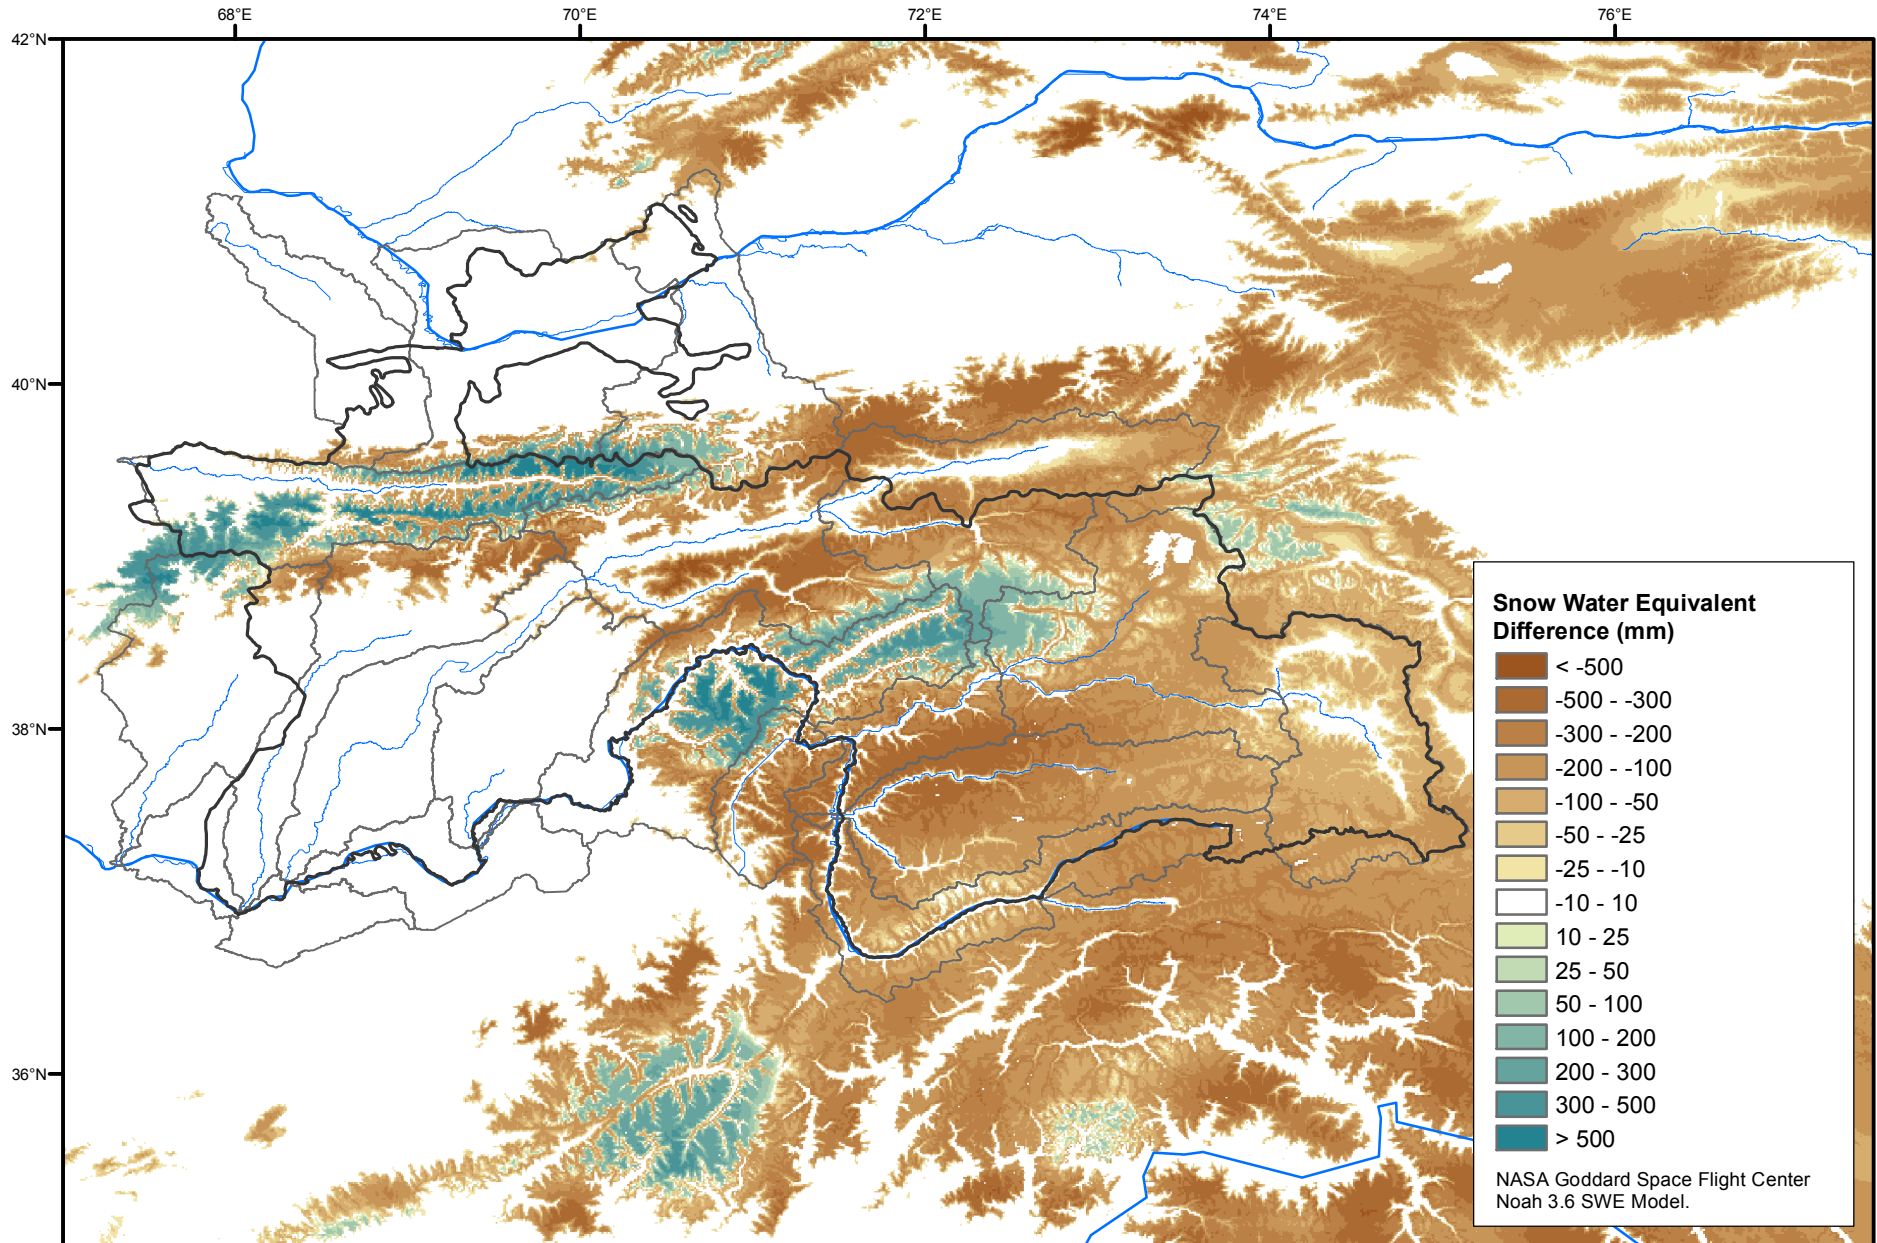 68°E 70°E 72°E 74°E 76°E
42°N
40°N
38°N
36°N
Snow Water Equivalent
Difference (mm)
< -500
-500 - -300
-300 - -200
-200 - -100
-100 - -50
-50 - -25
-25 - -10
-10 - 10
10 - 25
25 - 50
50 - 100
100 - 200
200 - 300
300 - 500
> 500
NASA Goddard Space Flight Center
Noah 3.6 SWE Model.